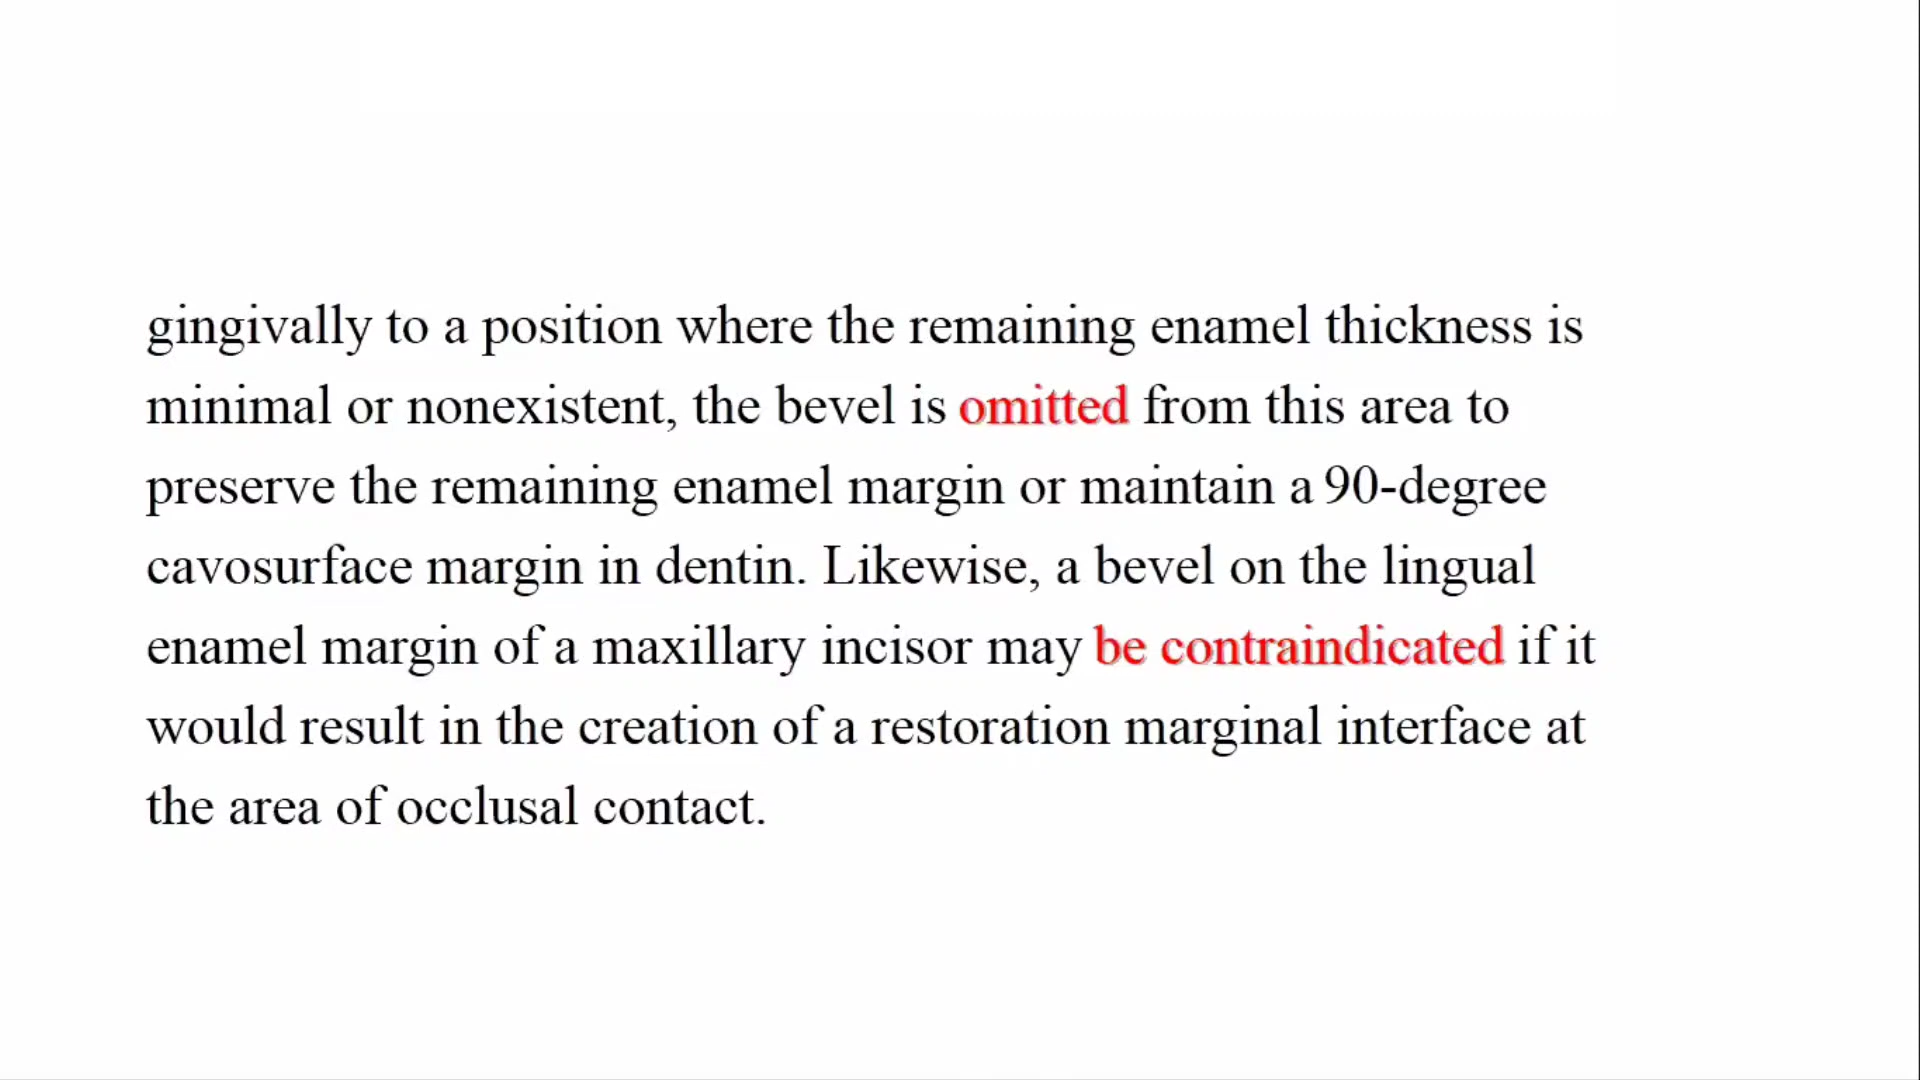 gingivally to a position where the remaining enamel thickness is
minimal or nonexistent, the bevel is omitted from this area to
preserve the remaining enamel margin or maintain a 90-degree
cavosurface margin in dentin. Likewise, a bevel on the lingual
enamel margin of a maxillary incisor may be contraindicated if it
would result in the creation of a restoration marginal interface at
the area of occlusal contact.